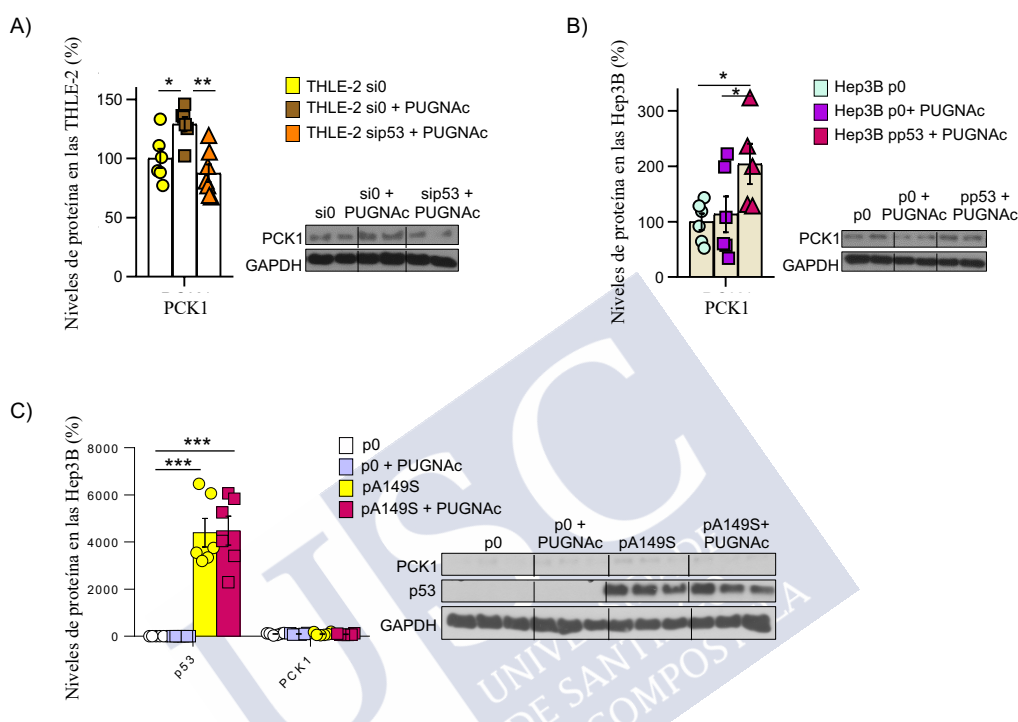 A)
Niveles de proteína en las THLE-2 (%)
150
100
50
0
* **
PCK1
THLE-2 si0
THLE-2 si0 + PUGNAc
THLE-2 sip53 + PUGNAc
si0 + sip53 +
si0 PUGNAc PUGNAc
PCK1
GAPDH
B)
Niveles de proteína en las Hep3B (%)
300
200
100
0
*
*
PCK1
Hep3B p0
Hep3B p0+ PUGNAc
Hep3B pp53 + PUGNAc
p0 + pp53 +
p0 PUGNAc PUGNAc
PCK1
GAPDH
C)
Niveles de proteína en las Hep3B (%)
8000
6000
4000
2000
0
***
***
p53
PCK1
p0
p0 + PUGNAc
pA149S
pA149S + PUGNAc
p0 + pA149S+
p0 PUGNAc pA149S PUGNAc
PCK1
p53
GAPDH
USC